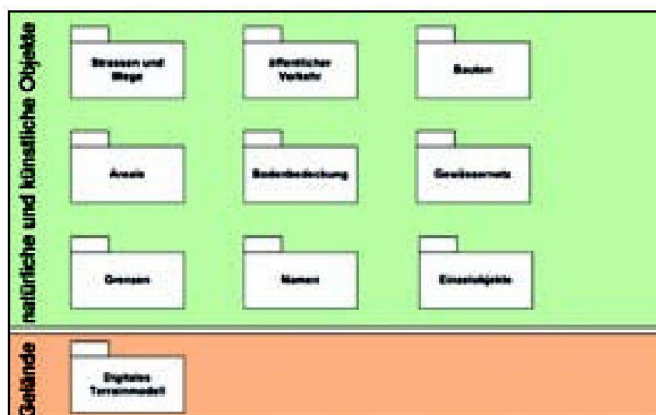 natürliche und künstliche Objekte
Strassen und
Wege
öffentlicher
Verkehr
Bauten
Areale
Bodenbedeckung
Gewässernetz
Grenzen
Namen
Einzelobjekte
Gelände
Digitales
Terrainmodell